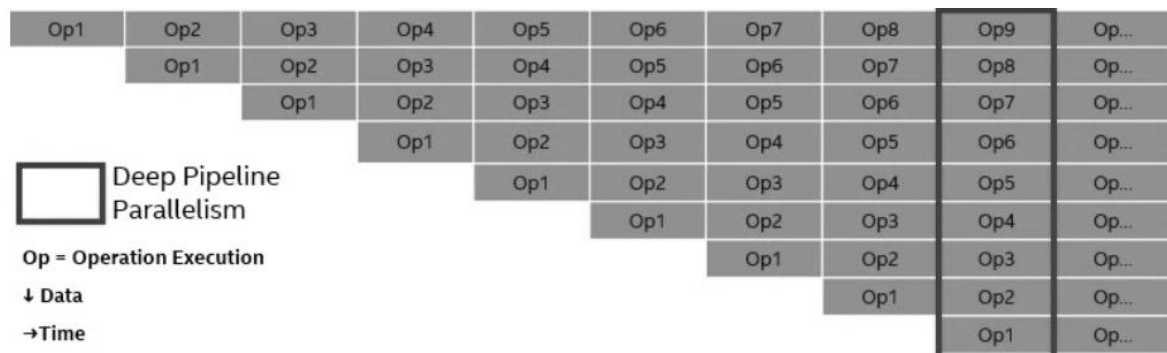 Op1 Op2 Op3 Op4 Op5 Op6 Op7 Op8 Op9 Op...
Op1 Op2 Op3 Op4 Op5 Op6 Op7 Op8 Op...
Op1 Op2 Op3 Op4 Op5 Op6 Op7 Op...
Op1 Op2 Op3 Op4 Op5 Op6 Op...
Op1 Op2 Op3 Op4 Op5 Op...
Op1 Op2 Op3 Op4 Op...
Op1 Op2 Op3 Op...
Op1 Op2 Op...
Op1 Op...
Deep Pipeline
Parallelism
Op = Operation Execution
↓ Data
→Time